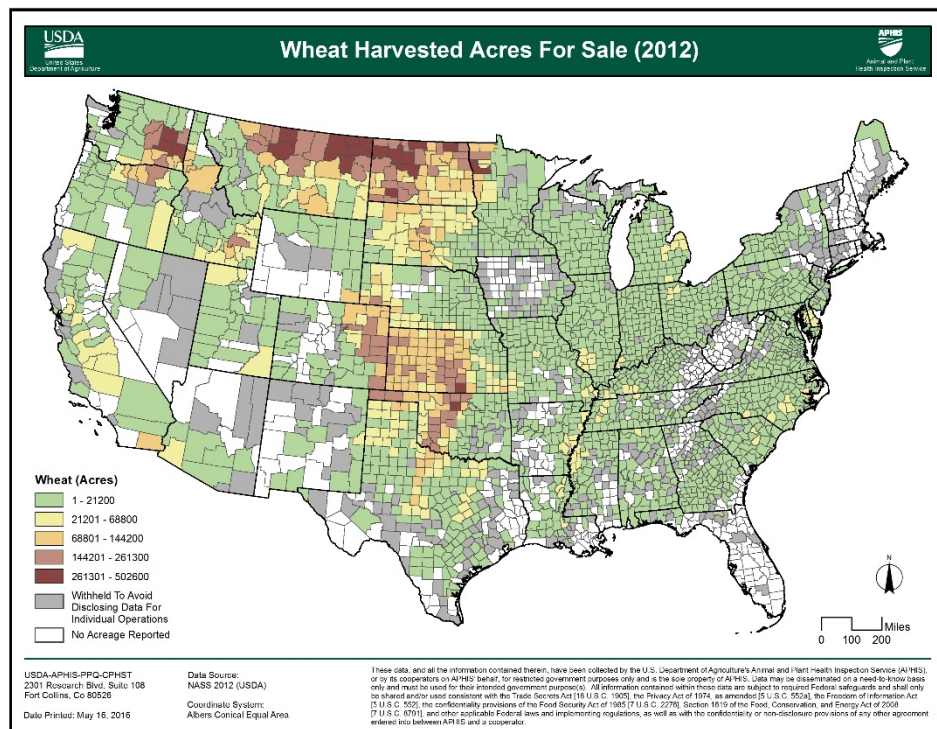 USDA
United States
Department of Agriculture
Wheat Harvested Acres For Sale (2012)
APHIS
Animal and Plant
Health Inspection Service
Wheat (Acres)
1 - 21200
21201 - 68800
68801 - 144200
144201 - 261300
261301 - 502600
Withheld To Avoid
Disclosing Data For
Individual Operations
No Acreage Reported
N
Miles
0 100 200
USDA-APHIS-PPQ-CPHST
2301 Research Blvd, Suite 108
Fort Collins, Co 80526
Date Printed: May 16, 2016
Data Source:
NASS 2012 (USDA)
Coordinate System:
Albers Conical Equal Area
These data, and all the information contained therein, have been collected by the U.S. Department of Agriculture's Animal and Plant Health Inspection Service (APHIS),
or by its cooperators on APHIS' behalf, for restricted government purposes only and is the sole property of APHIS. Data may be disseminated on a need-to-know basis
only and must be used for their intended government purpose(s). All information contained within these data are subject to required Federal safeguards and shall only
be shared and/or used consistent with the Trade Secrets Act [18 U.S.C. 1905], the Privacy Act of 1974, as amended [5 U.S.C. 552a], the Freedom of Information Act
[5 U.S.C. 552], the confidentiality provisions of the Food Security Act of 1985 [7 U.S.C. 2276], Section 1619 of the Food, Conservation, and Energy Act of 2008
[7 U.S.C. 8791], and other applicable Federal laws and implementing regulations, as well as with the confidentiality or non-disclosure provisions of any other agreement
entered into between APHIS and a cooperator.